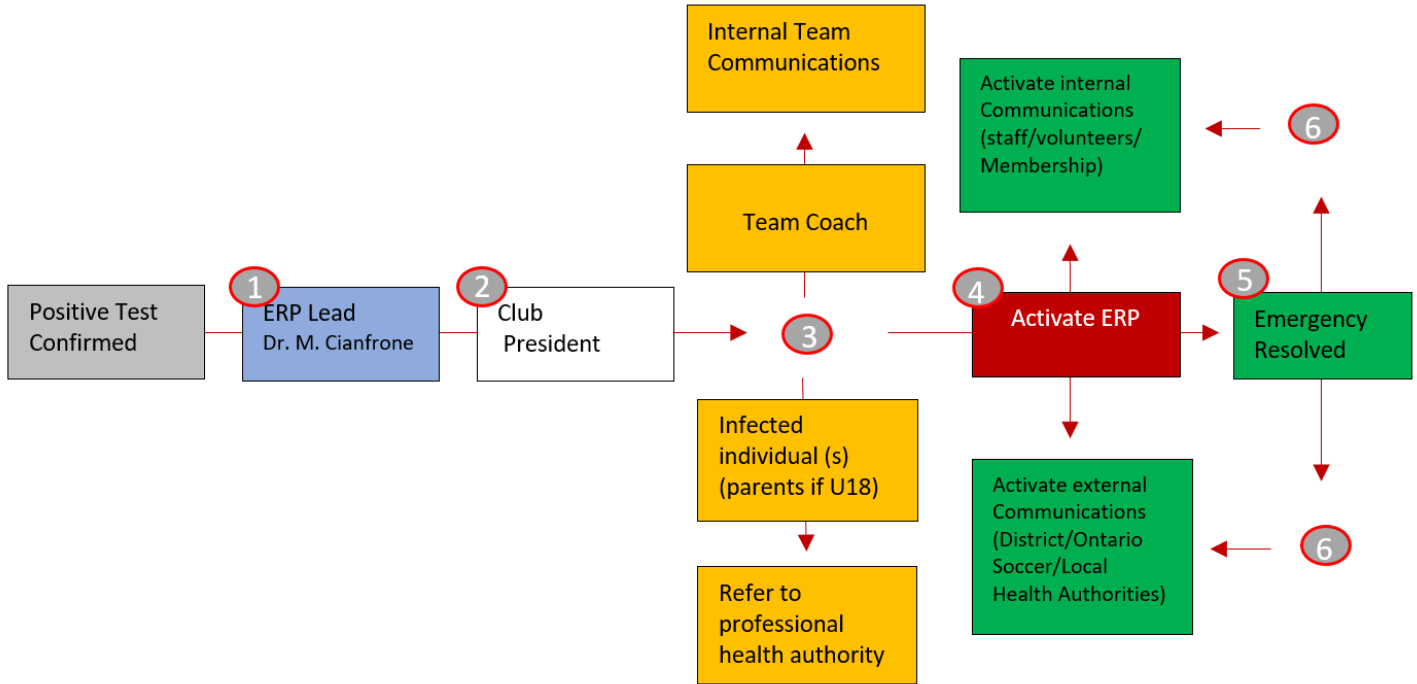 Internal Team
Communications
Activate internal
Communications
(staff/volunteers/
Membership)
6
Team Coach
1
2
4
5
Positive Test
Confirmed
ERP Lead
Dr. M. Cianfrone
Club
President
3
Activate ERP
Emergency
Resolved
Infected
individual (s)
(parents if U18)
Activate external
Communications
(District/Ontario
Soccer/Local
Health Authorities)
6
Refer to
professional
health authority